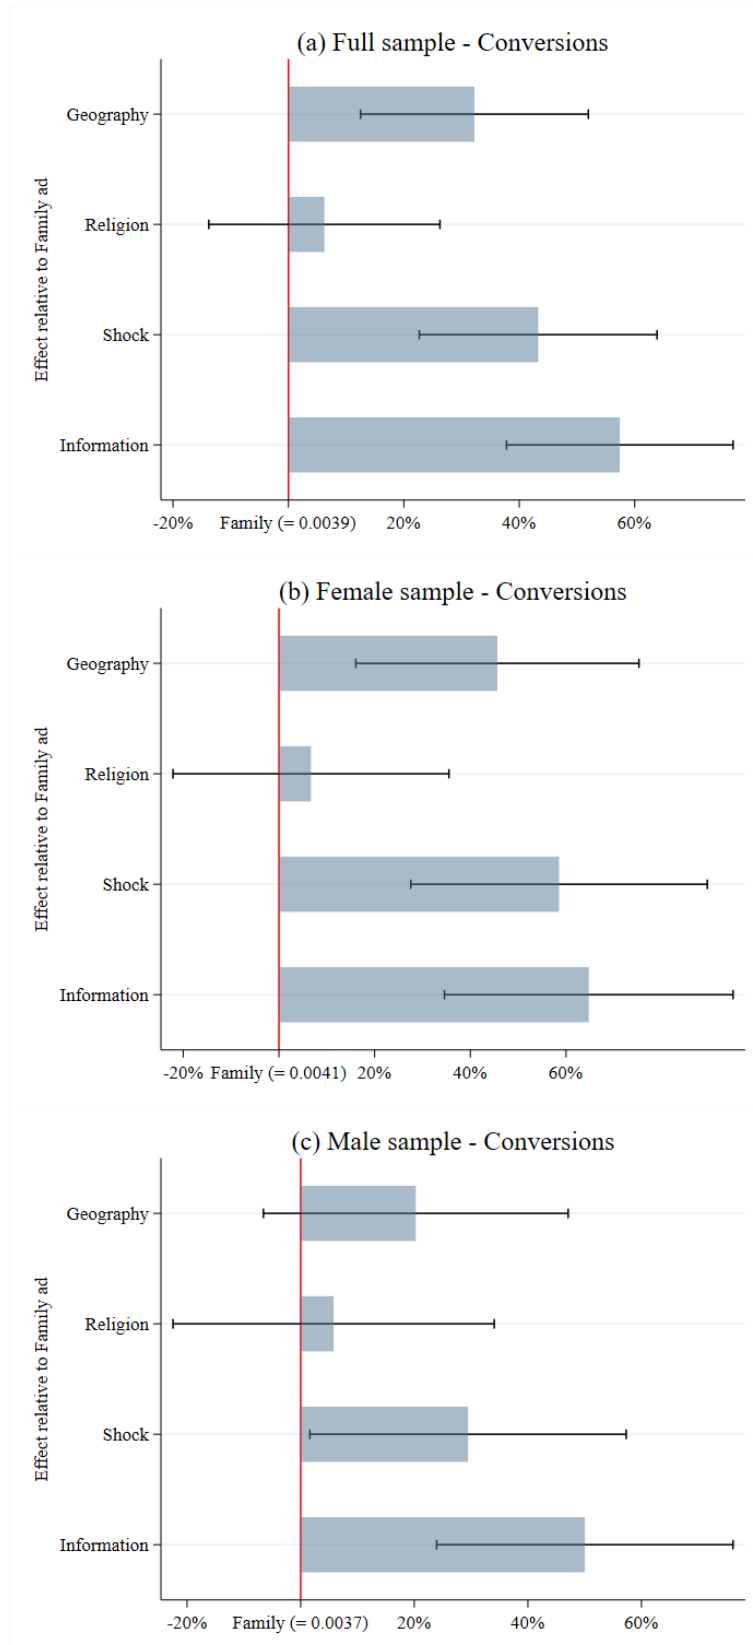 (a) Full sample - Conversions
Effect relative to Family ad
Geography
Religion
Shock
Information
-20% Family (= 0.0039) 20% 40% 60%
(b) Female sample - Conversions
Effect relative to Family ad
Geography
Religion
Shock
Information
-20% Family (= 0.0041) 20% 40% 60%
(c) Male sample - Conversions
Effect relative to Family ad
Geography
Religion
Shock
Information
-20% Family (= 0.0037) 20% 40% 60%